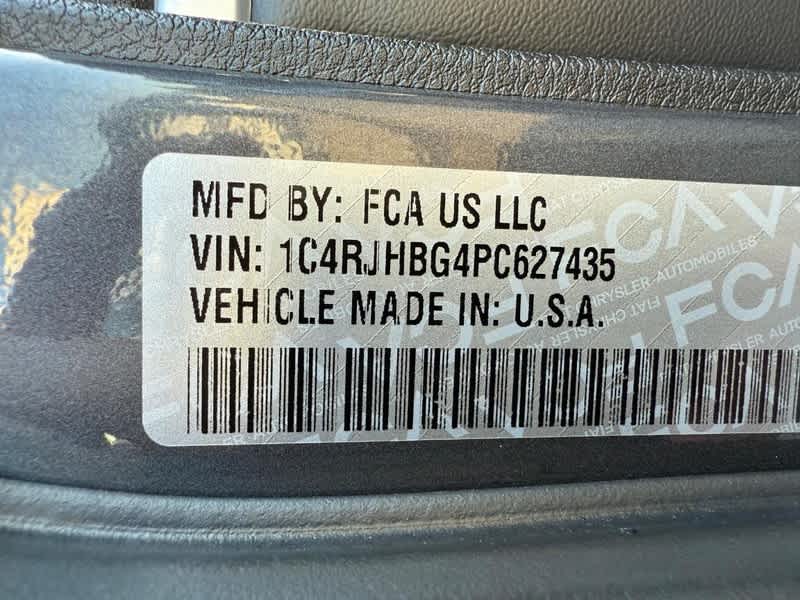 MFD BY: FCA US LLC
VIN: 1C4RJHBG4PC627435
VEHICLE MADE IN: U.S.A.